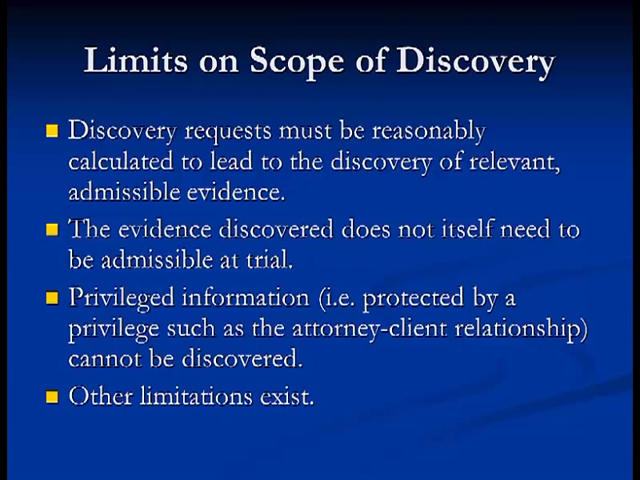 Limits on Scope of Discovery
Discovery requests must be reasonably
calculated to lead to the discovery of relevant,
admissible evidence.
The evidence discovered does not itself need to
be admissible at trial.
Privileged information (i.e. protected by a
privilege such as the attorney-client relationship)
cannot be discovered.
Other limitations exist.